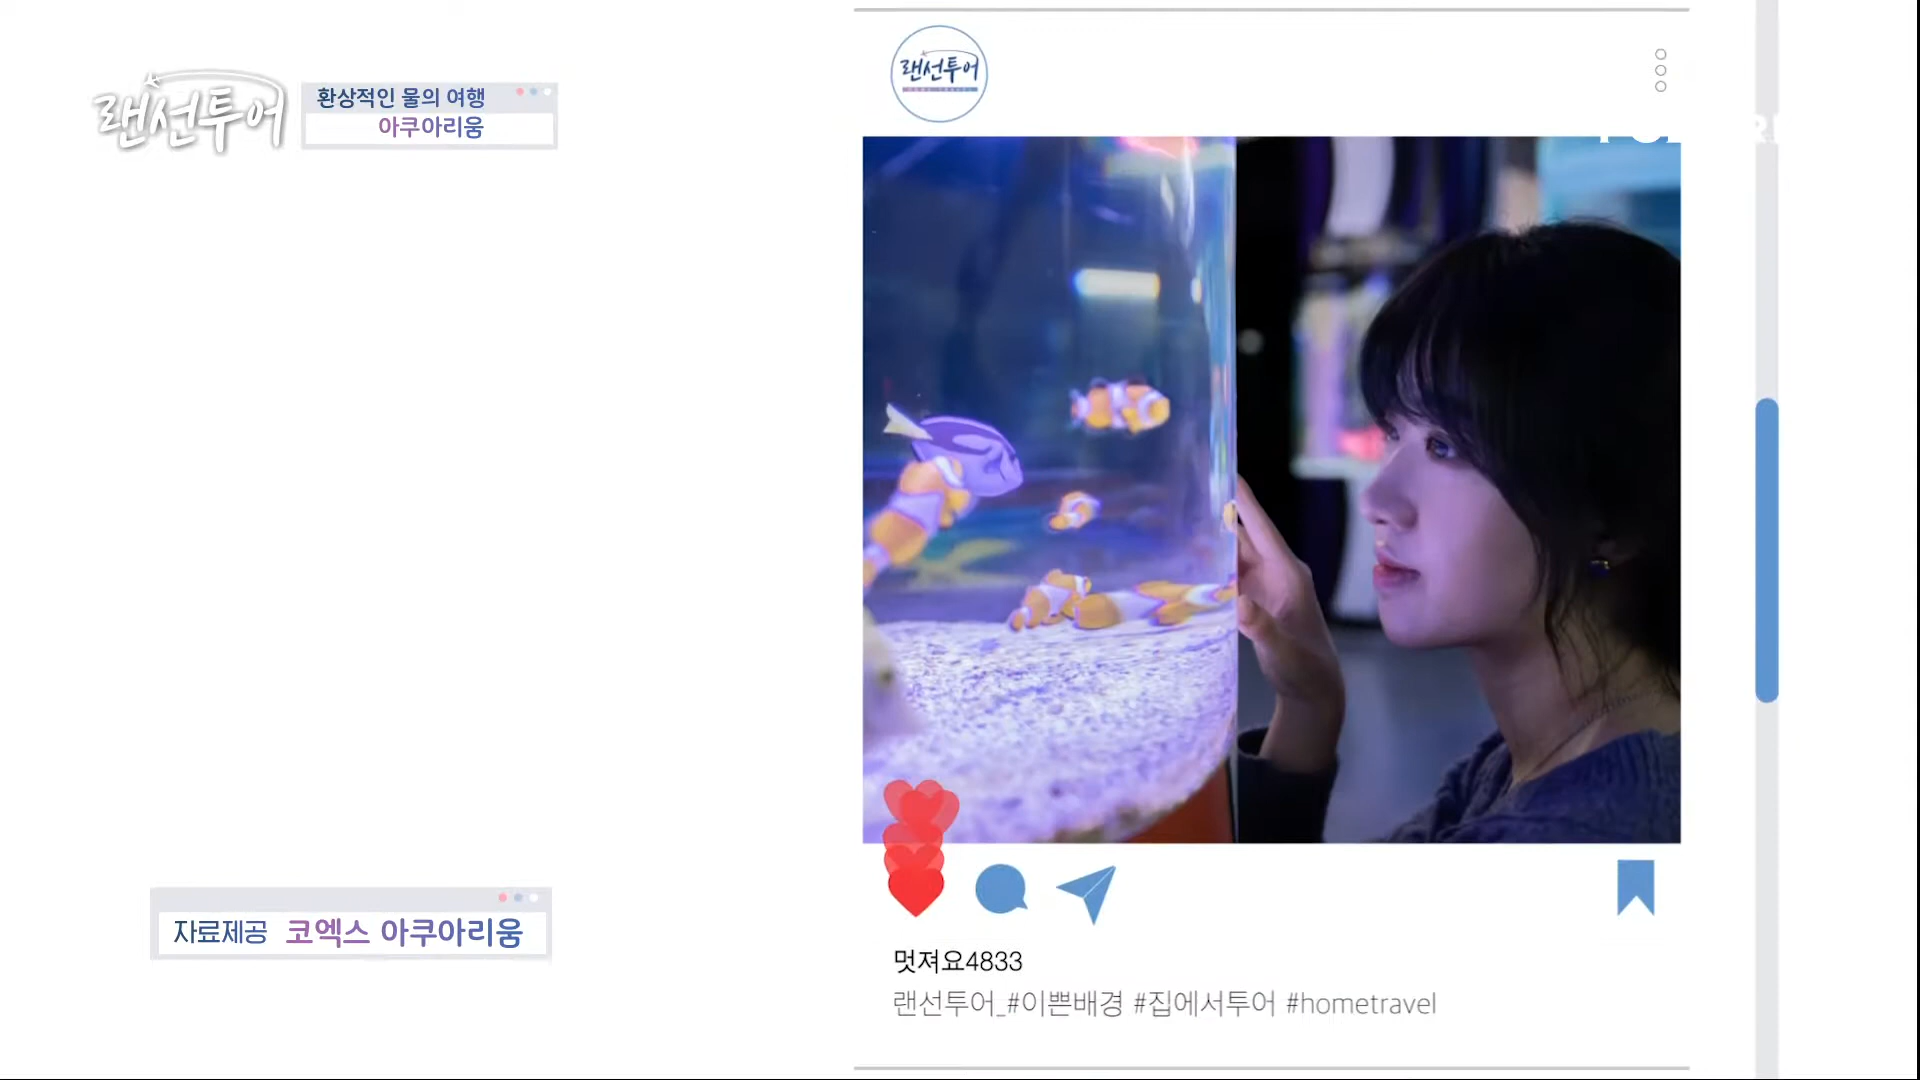 랜선투어
환상적인 물의 여행
아쿠아리움
랜선투어
자료제공 코엑스 아쿠아리움
멋져요4833
랜선투어_#이쁜배경 #집에서투어 #hometravel